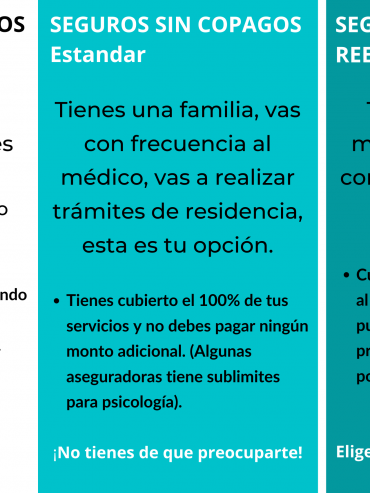 OS
s
o
ndo
SEGUROS SIN COPAGOS
Estandar
Tienes una familia, vas
con frecuencia al
médico, vas a realizar
trámites de residencia,
esta es tu opción.
• Tienes cubierto el 100% de tus
servicios y no debes pagar ningún
monto adicional. (Algunas
aseguradoras tiene sublimites
para psicología).
¡No tienes de que preocuparte!
SEG
REE
m
co
• Cu
al
pu
pr
po
Elige